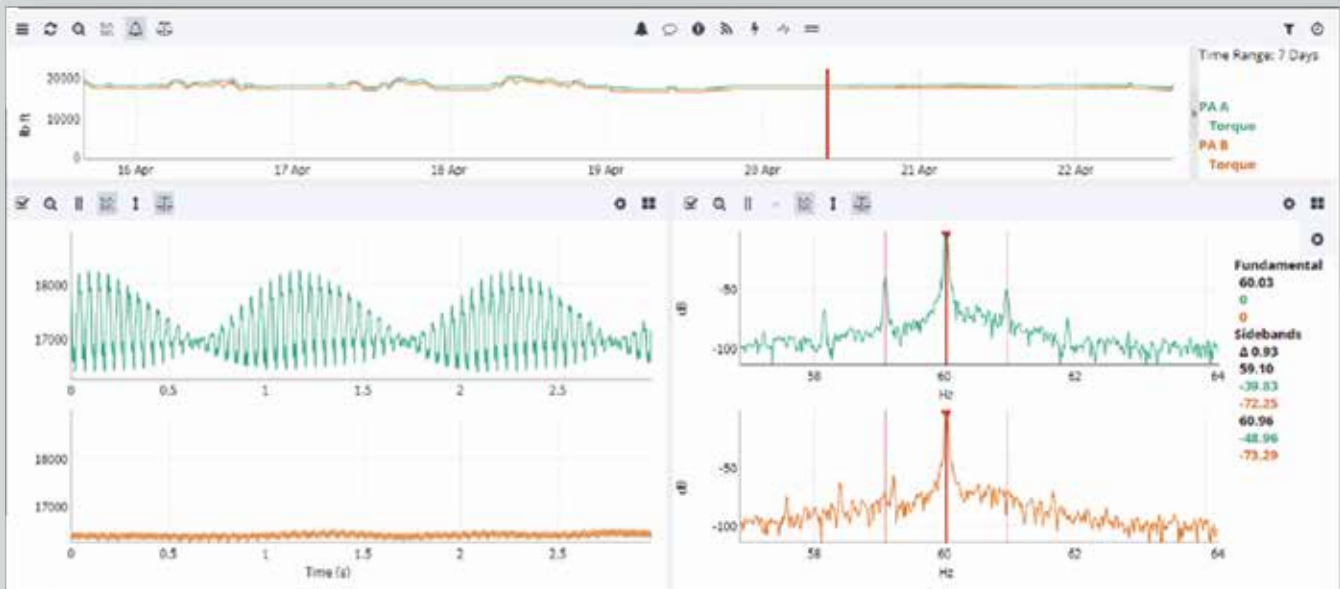 Time Range: 7 Days
20000
10000
0
lb ft
16 Apr
17 Apr
18 Apr
19 Apr
20 Apr
21 Apr
22 Apr
PA A
Torque
PA B
Torque
18000
17000
0
0.5
1
1.5
2
2.5
18000
17000
0
0.5
1
1.5
2
2.5
Time (s)
dB
-50
-100
58
60
62
64
Hz
dB
-50
-100
58
60
62
64
Hz
Fundamental
60.03
0
0
Sidebands
Δ 0.93
59.10
-39.83
-72.25
60.96
-48.96
-73.29